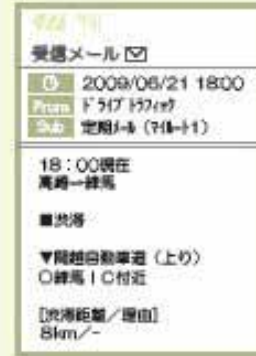 受信メール
2009/06/21 18:00
From ドライブ トラフィック
Sub 定期メール (マイルート1)
18:00現在
高崎→練馬
■渋滞
▼関越自動車道 (上り)
○練馬IC付近
[渋滞距離/理由]
8km/-